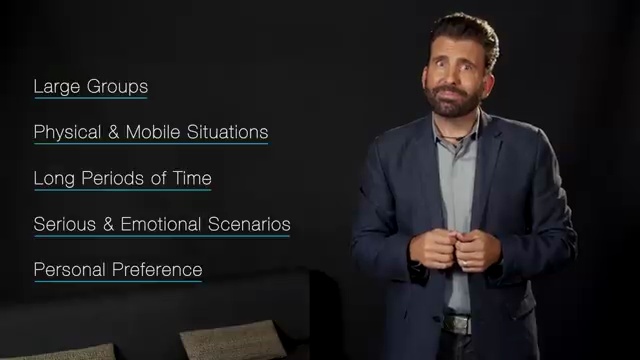 Large Groups
Physical & Mobile Situations
Long Periods of Time
Serious & Emotional Scenarios
Personal Preference